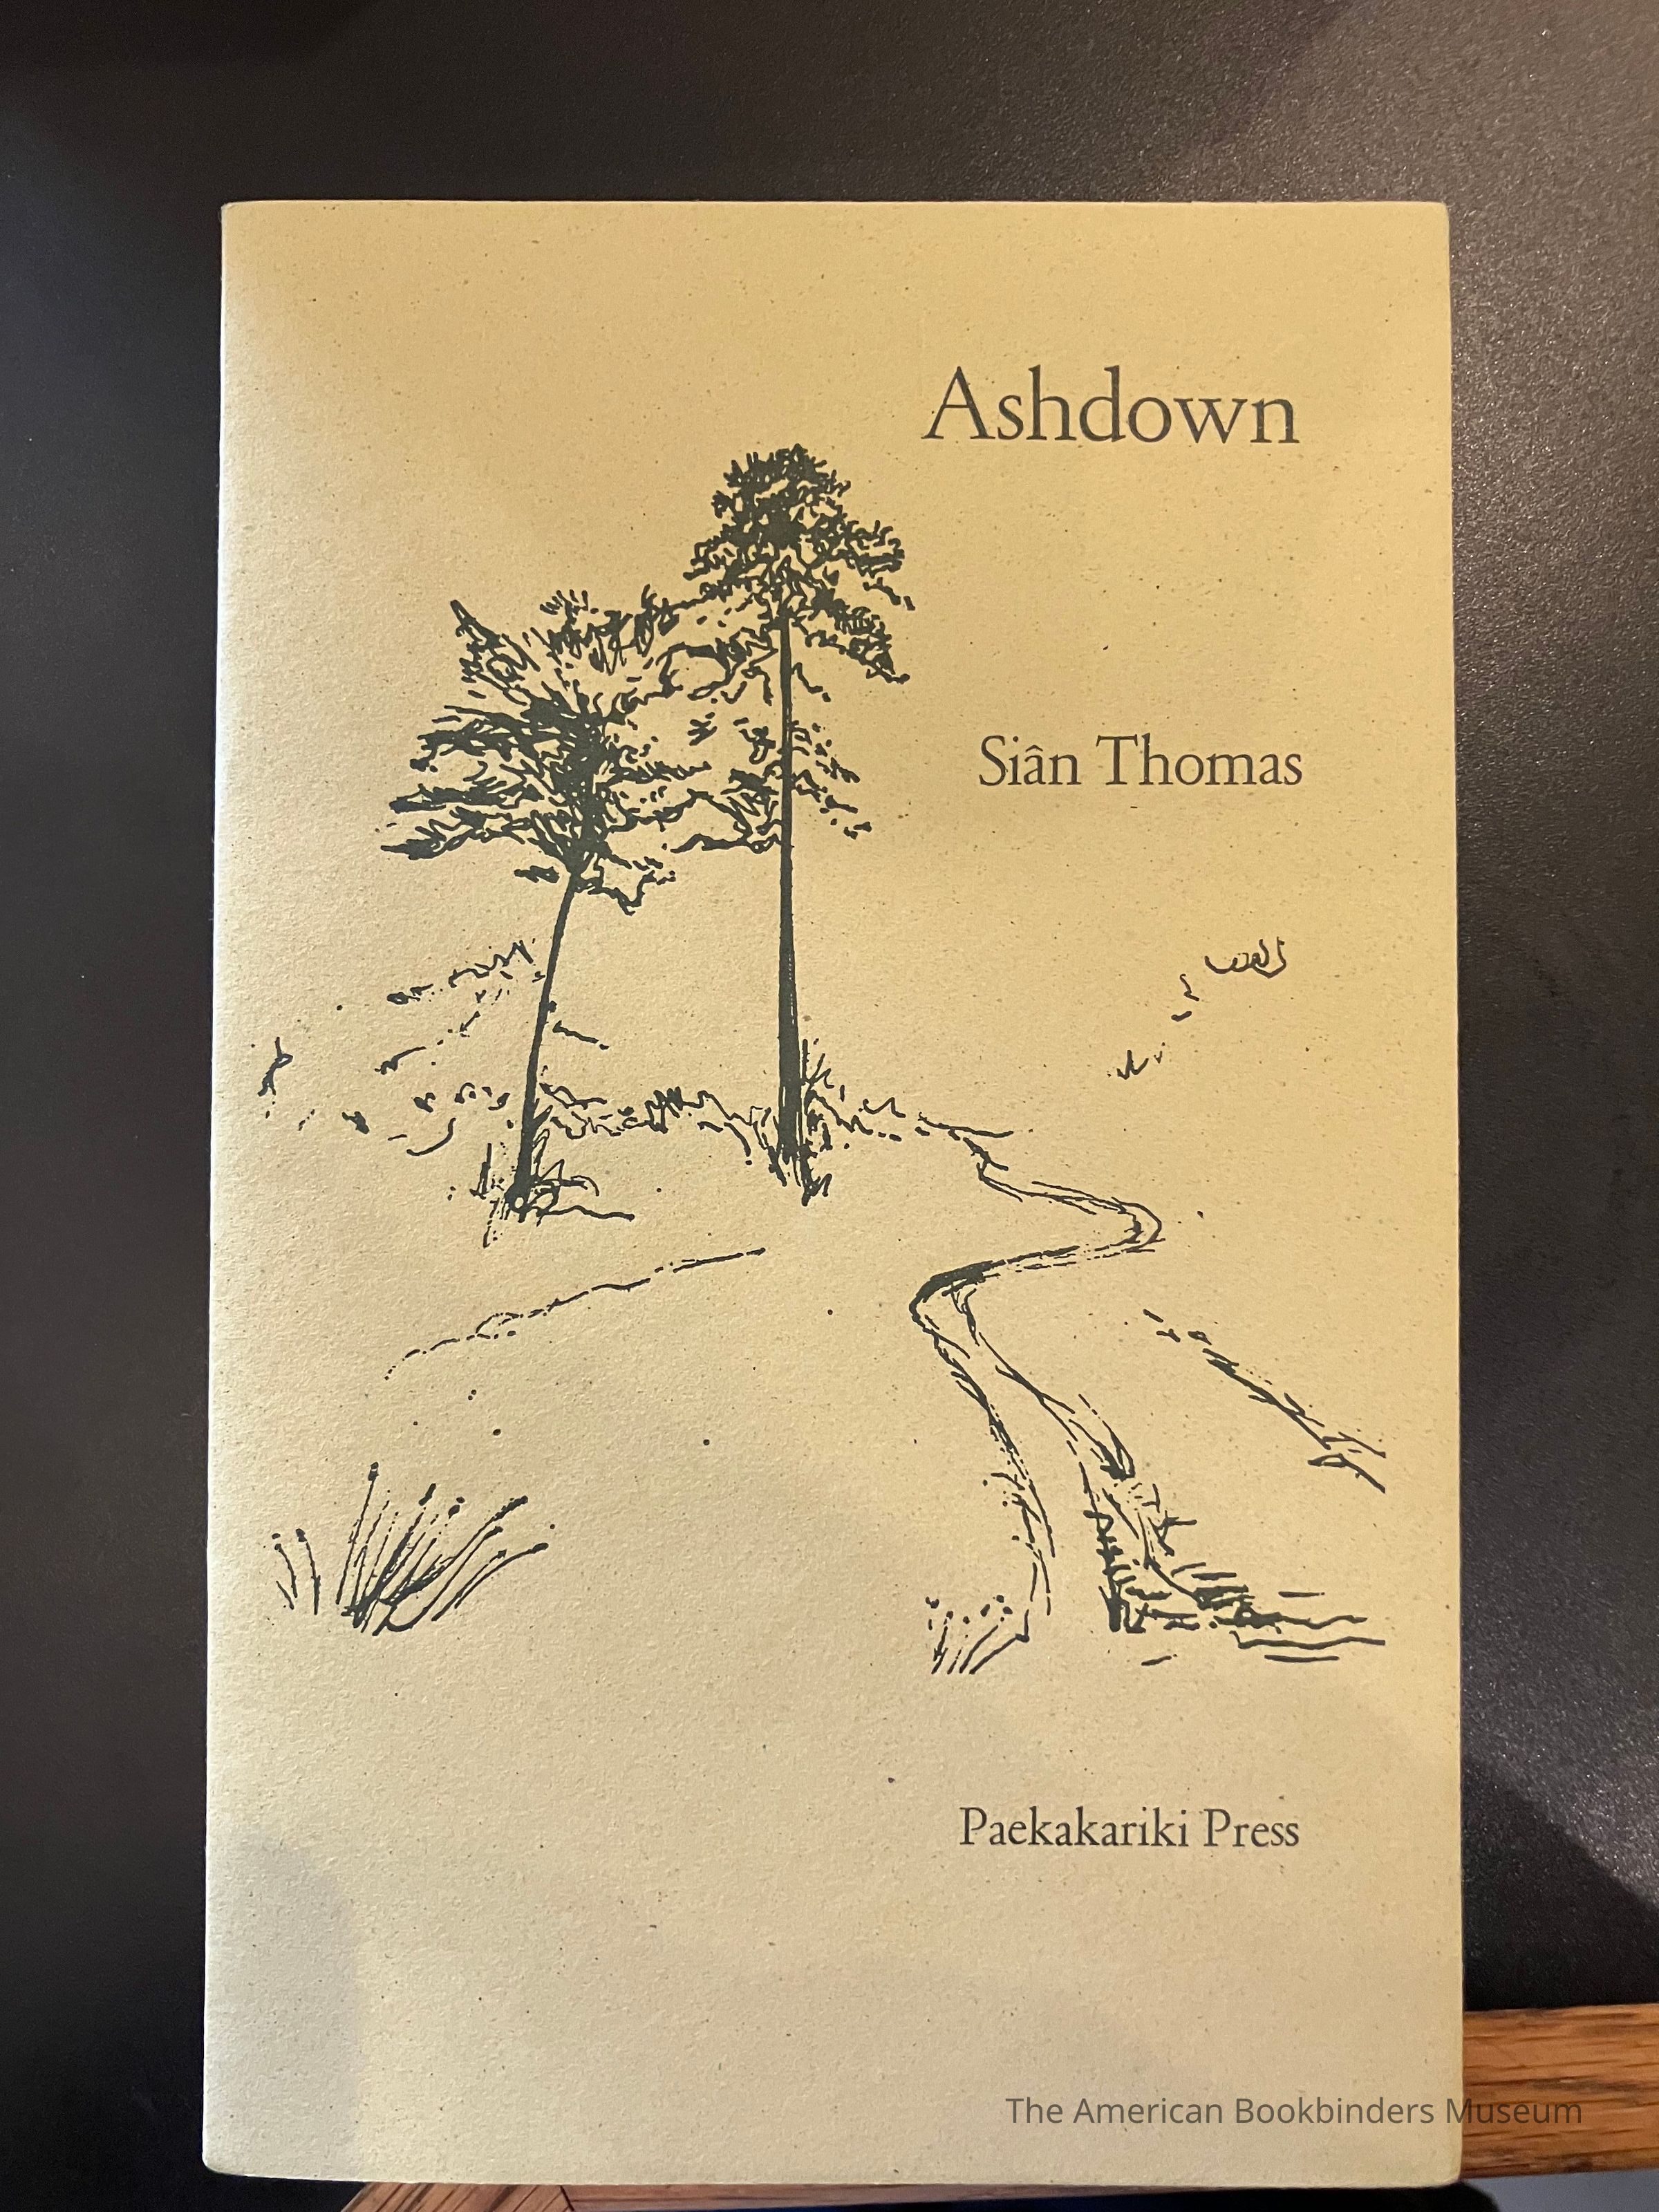 Ashdown
Siân Thomas
Paekakariki Press
The American Bookbinders Museum